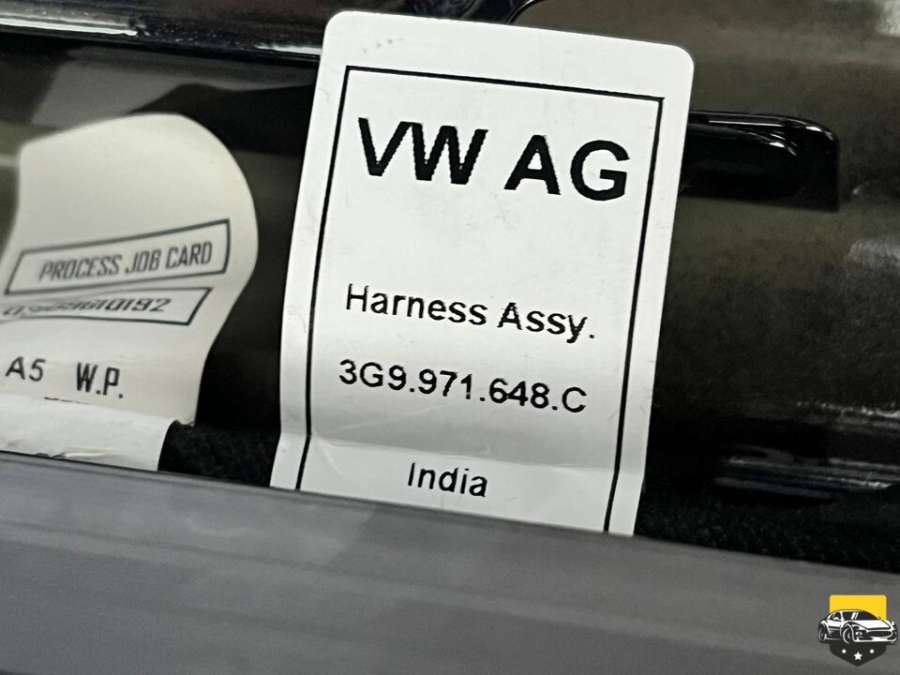 VW AG
Harness Assy.
3G9.971.648.C
India
PROCESS JOB CARD
A5 W.P.